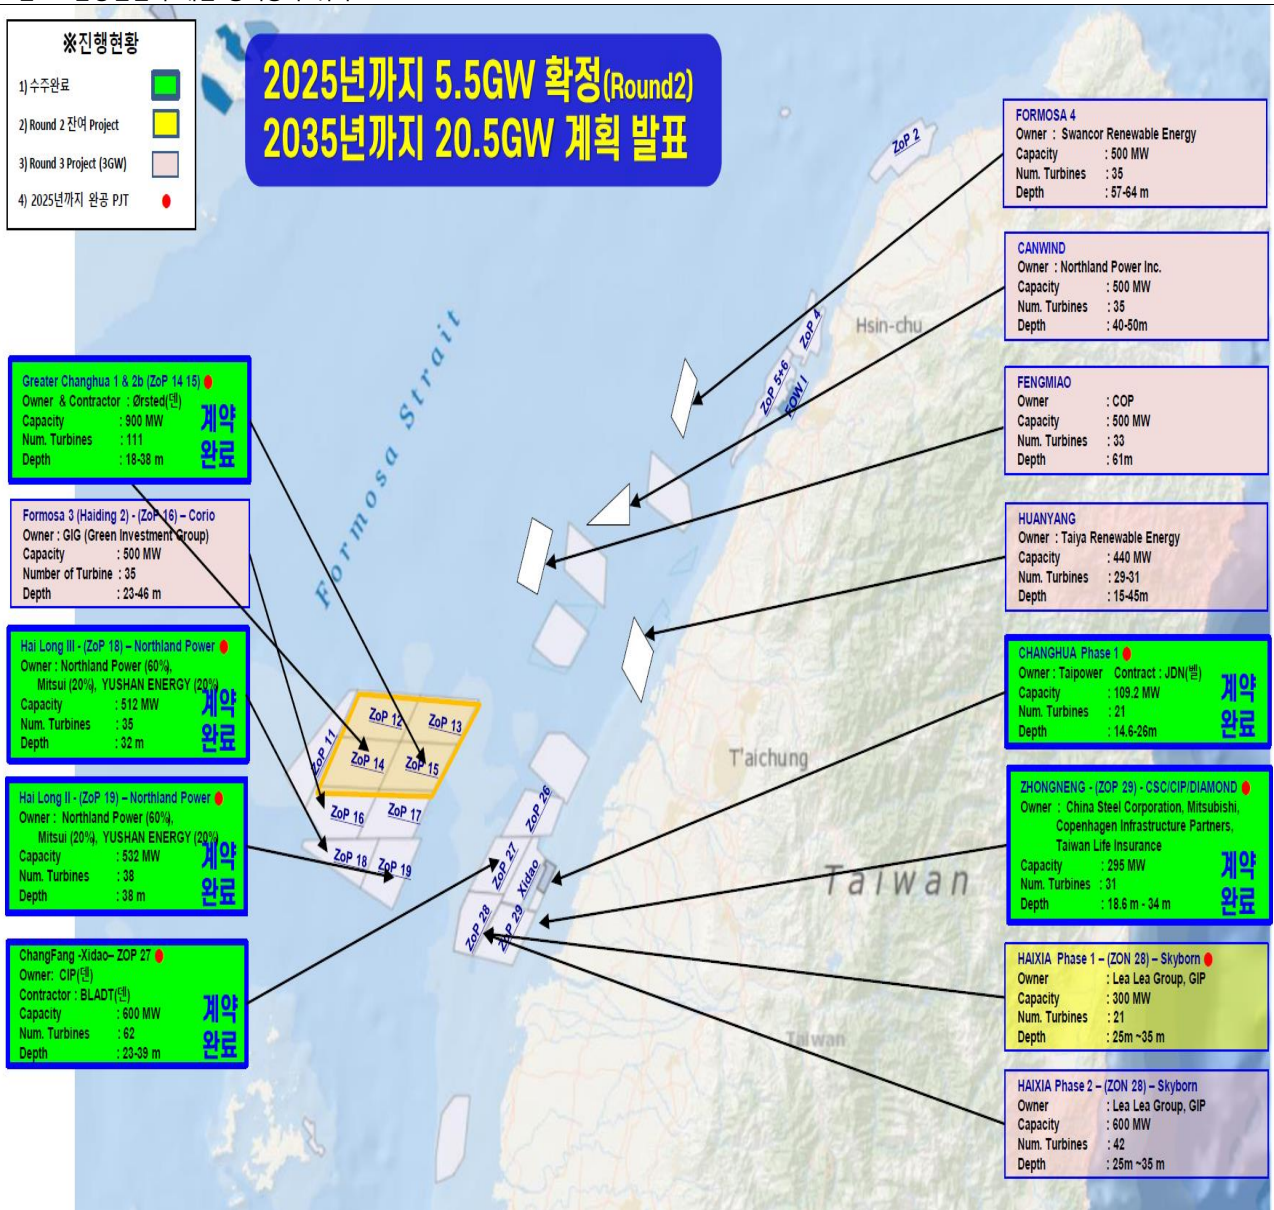 ※진행현황
1) 수주완료
2) Round 2 잔여 Project
3) Round 3 Project (3GW)
4) 2025년까지 완공 PJT
2025년까지 5.5GW 확정(Round2)
2035년까지 20.5GW 계획 발표
FORMOSA 4
Owner : Swancor Renewable Energy
Capacity : 500 MW
Num. Turbines : 35
Depth : 57-64 m
CANWIND
Owner : Northland Power Inc.
Capacity : 500 MW
Num. Turbines : 35
Depth : 40-50m
FENGMIAO
Owner : COP
Capacity : 500 MW
Num. Turbines : 33
Depth : 61m
HUANYANG
Owner : Taiya Renewable Energy
Capacity : 440 MW
Num. Turbines : 29-31
Depth : 15-45m
CHANGHUA Phase 1
Owner : Taipower Contract : JDN(벨)
Capacity : 109.2 MW
Num. Turbines : 21
Depth : 14.6-26m
계약
완료
ZHONGNENG - (ZOP 29) - CSC/CIP/DIAMOND
Owner : China Steel Corporation, Mitsubishi,
Copenhagen Infrastructure Partners,
Taiwan Life Insurance
Capacity : 295 MW
Num. Turbines : 31
Depth : 18.6 m - 34 m
계약
완료
HAIXIA Phase 1 – (ZON 28) – Skyborn
Owner : Lea Lea Group, GIP
Capacity : 300 MW
Num. Turbines : 21
Depth : 25m ~35 m
HAIXIA Phase 2 – (ZON 28) – Skyborn
Owner : Lea Lea Group, GIP
Capacity : 600 MW
Num. Turbines : 42
Depth : 25m ~35 m
Greater Changhua 1 & 2b (ZoP 14 15)
Owner & Contractor : Ørsted(덴)
Capacity : 900 MW
Num. Turbines : 111
Depth : 18-38 m
계약
완료
Formosa 3 (Haiding 2) - (ZoP 16) – Corio
Owner : GIG (Green Investment Group)
Capacity : 500 MW
Number of Turbine : 35
Depth : 23-46 m
Hai Long III - (ZoP 18) – Northland Power
Owner : Northland Power (60%),
Mitsui (20%), YUSHAN ENERGY (20%)
Capacity : 512 MW
Num. Turbines : 35
Depth : 32 m
계약
완료
Hai Long II - (ZoP 19) – Northland Power
Owner : Northland Power (60%),
Mitsui (20%), YUSHAN ENERGY (20%)
Capacity : 532 MW
Num. Turbines : 38
Depth : 38 m
계약
완료
ChangFang -Xidao– ZOP 27
Owner: CIP(덴)
Contractor : BLADT(덴)
Capacity : 600 MW
Num. Turbines : 62
Depth : 23-39 m
계약
완료
Formosa Strait
ZoP 2
Hsin-chu
ZoP 4
ZoP 5+6
FOW I
ZoP 11
ZoP 12
ZoP 13
ZoP 14
ZoP 15
ZoP 16
ZoP 17
ZoP 18
ZoP 19
T'aichung
ZoP 26
ZoP 27
Xidao
ZoP 28
ZoP 29
Taiwan
Taiwan